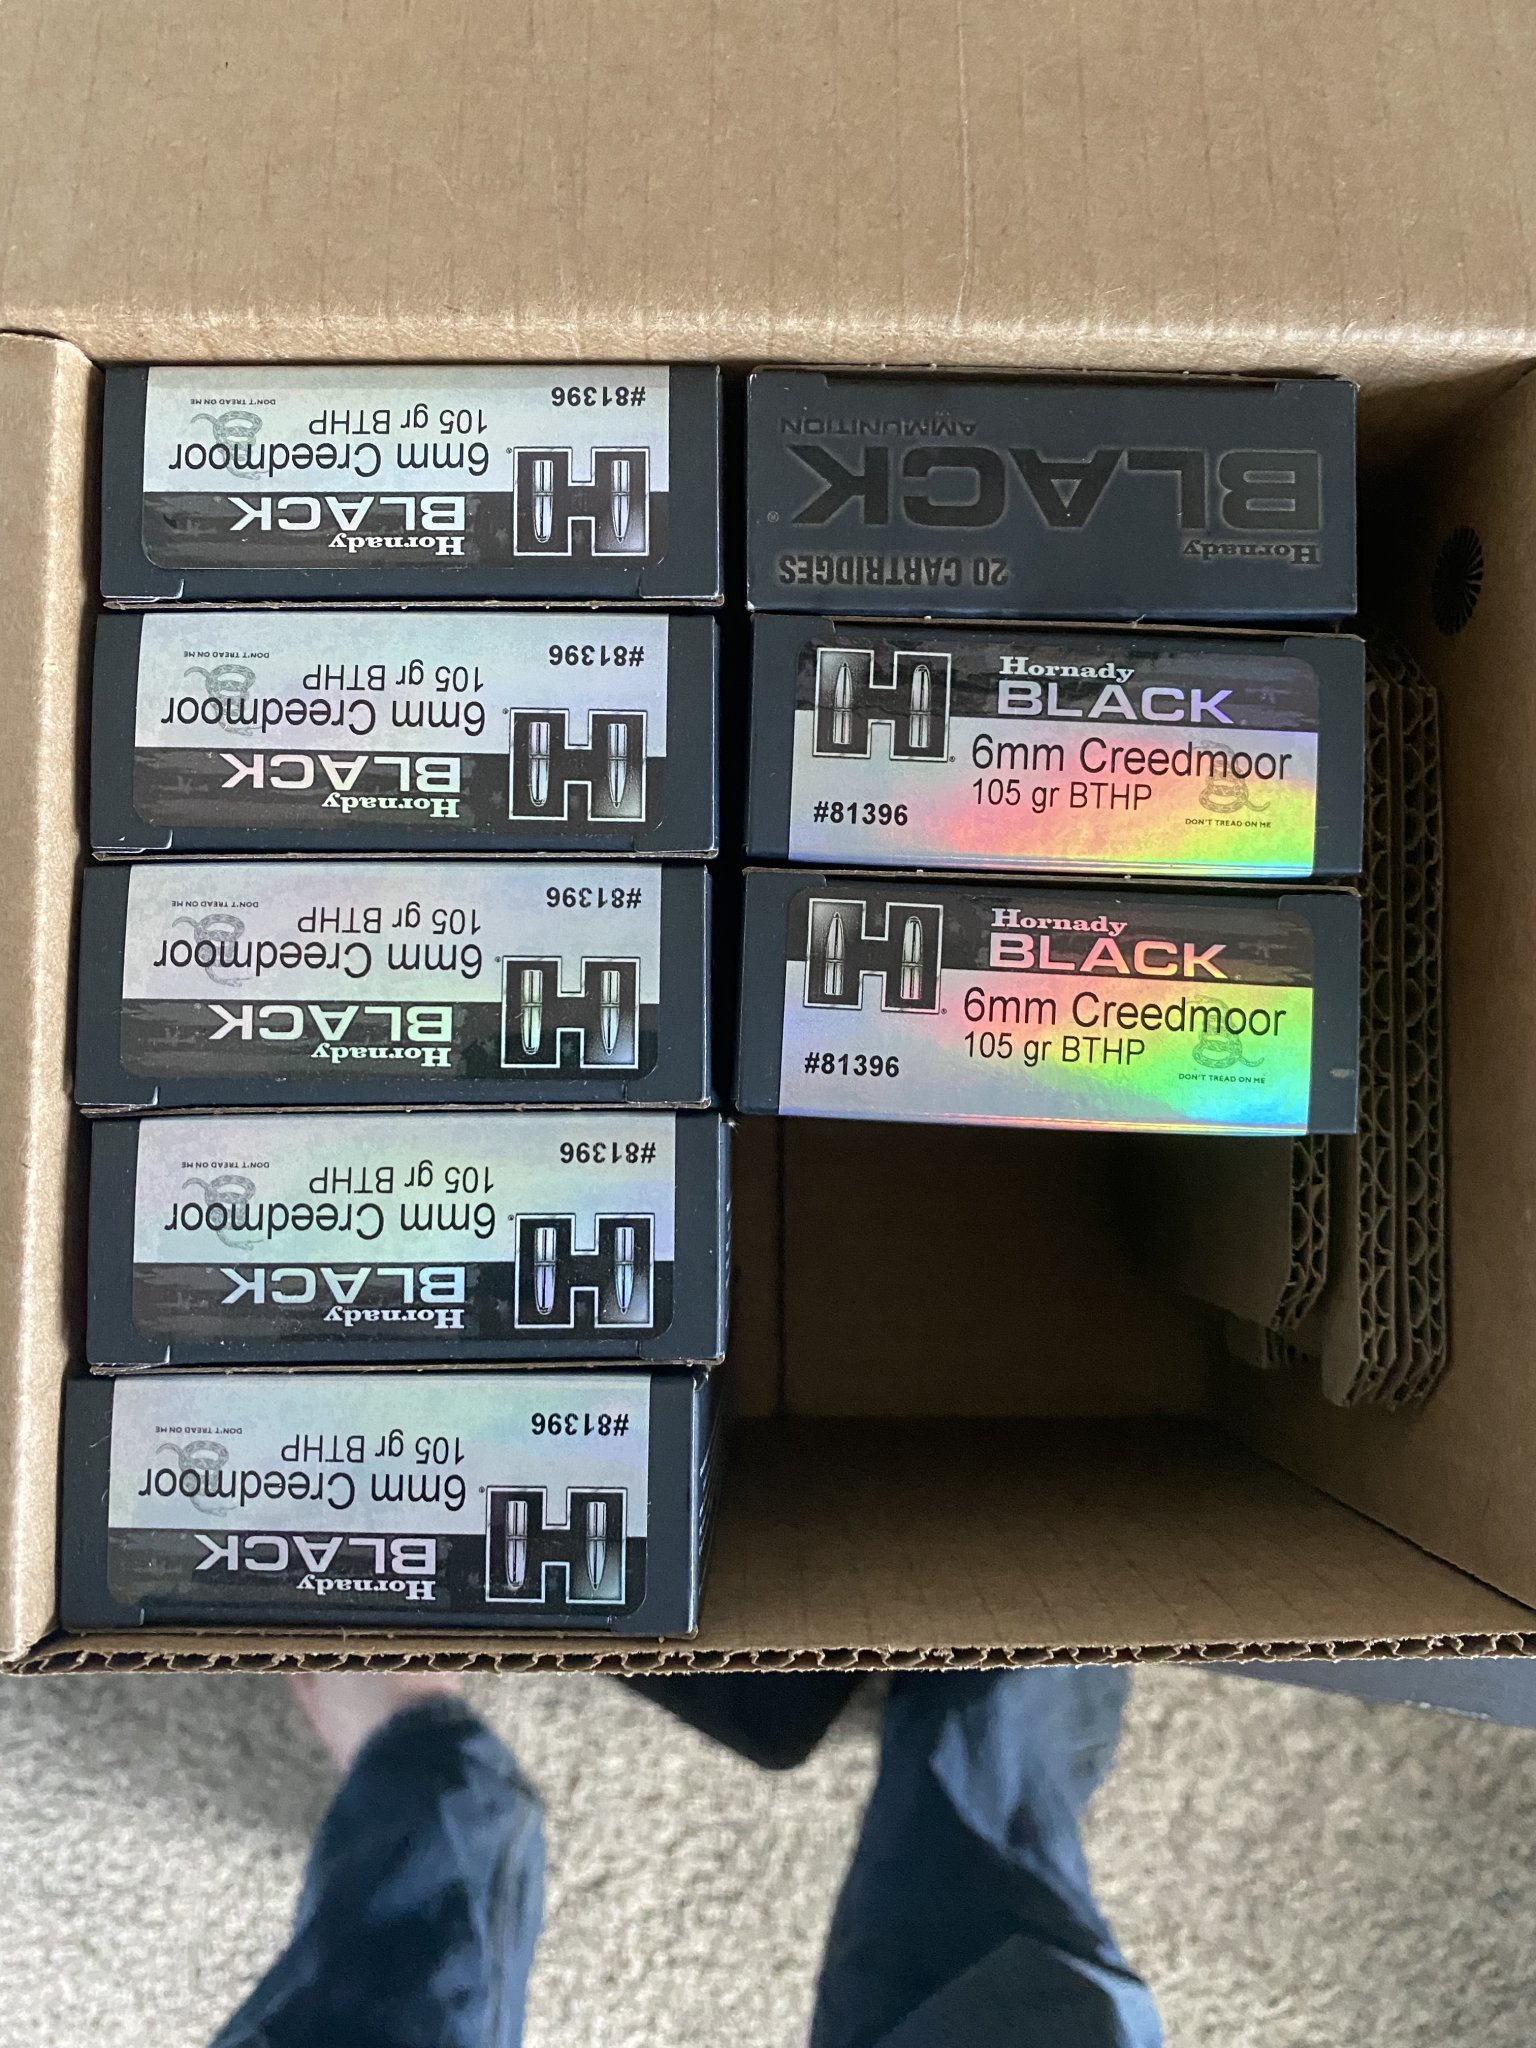 #81396
DON'T TREAD ON ME
105 gr BTHP
6mm Creedmoor
BLACK
Hornady
#81396
DON'T TREAD ON ME
105 gr BTHP
6mm Creedmoor
BLACK
Hornady
#81396
DON'T TREAD ON ME
105 gr BTHP
6mm Creedmoor
BLACK
Hornady
#81396
DON'T TREAD ON ME
105 gr BTHP
6mm Creedmoor
BLACK
Hornady
#81396
DON'T TREAD ON ME
105 gr BTHP
6mm Creedmoor
BLACK
Hornady
AMMUNITION
BLACK®
Hornady
20 CARTRIDGES
Hornady
BLACK
6mm Creedmoor
105 gr BTHP
#81396
DON'T TREAD ON ME
Hornady
BLACK
6mm Creedmoor
105 gr BTHP
#81396
DON'T TREAD ON ME